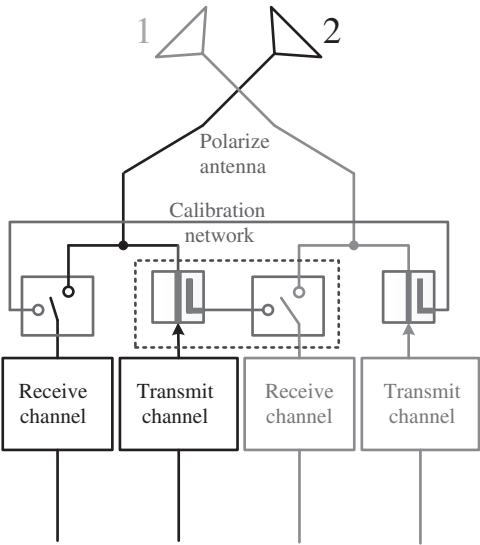 1
2
Polarize
antenna
Calibration
network
Receive
channel
Transmit
channel
Receive
channel
Transmit
channel